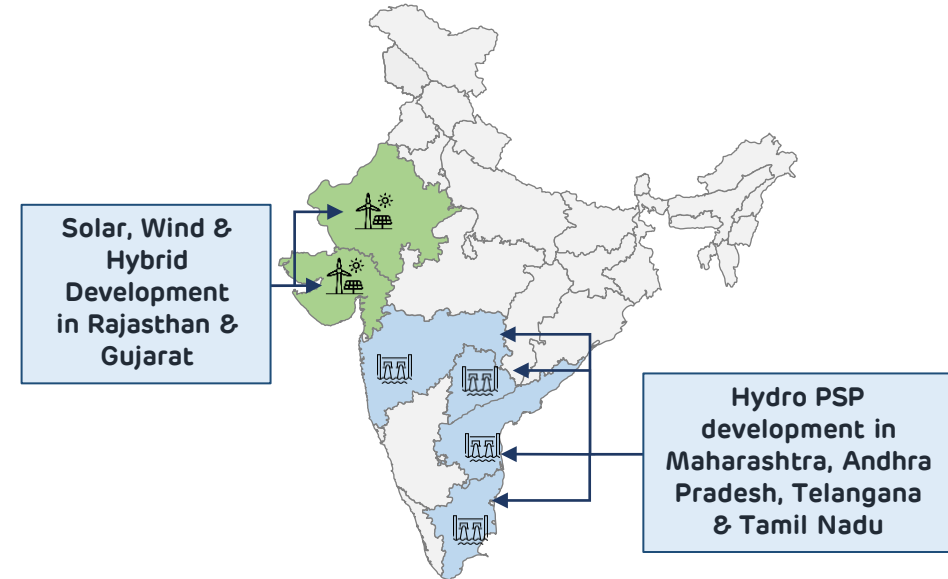 Solar, Wind &
Hybrid
Development
in Rajasthan &
Gujarat
Hydro PSP
development in
Maharashtra, Andhra
Pradesh, Telangana
& Tamil Nadu